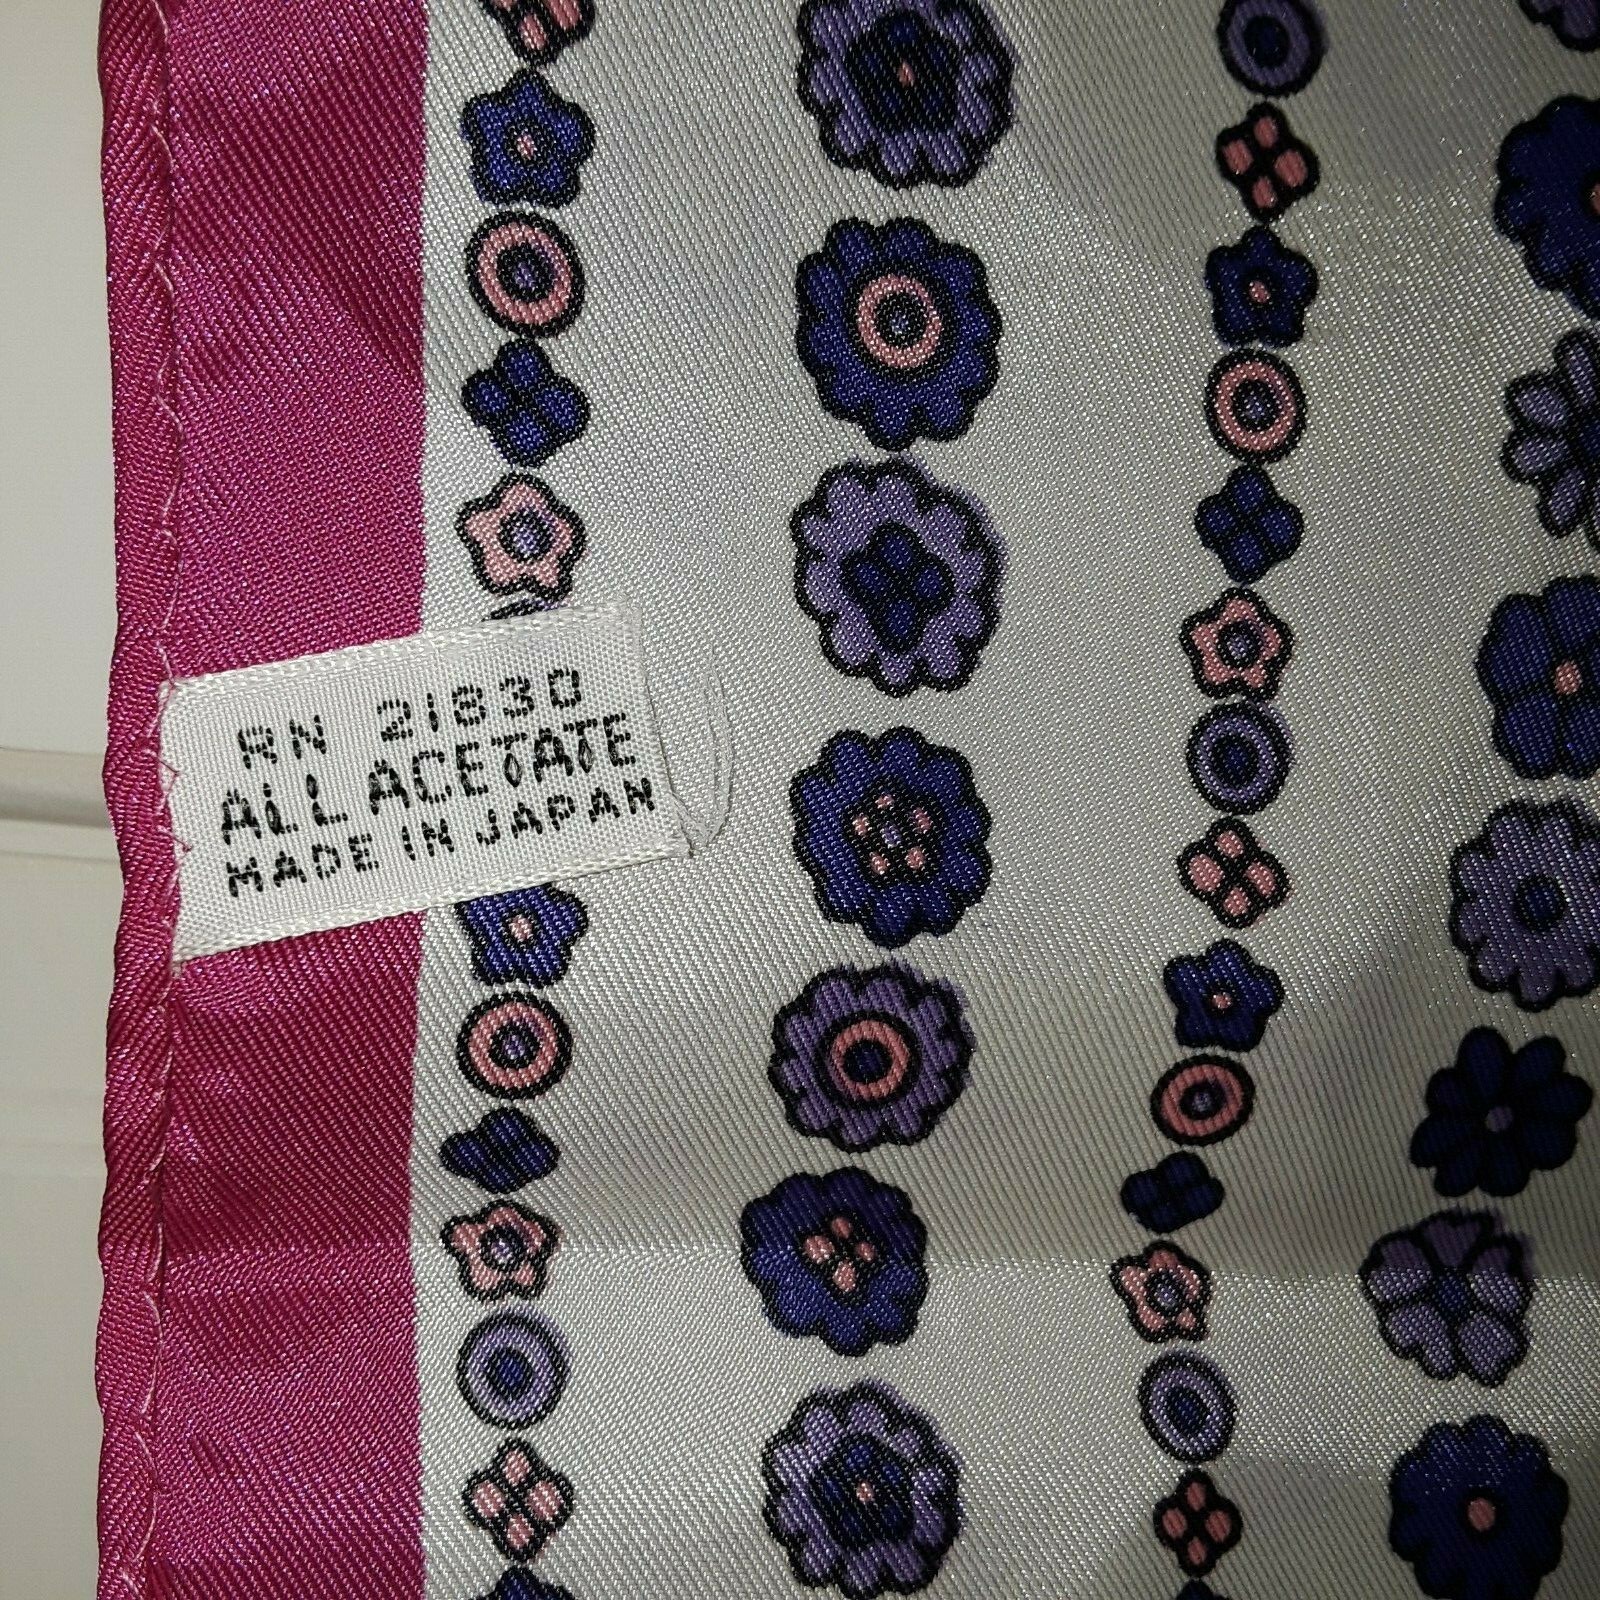 RN 21830
ALL ACETATE
MADE IN JAPAN